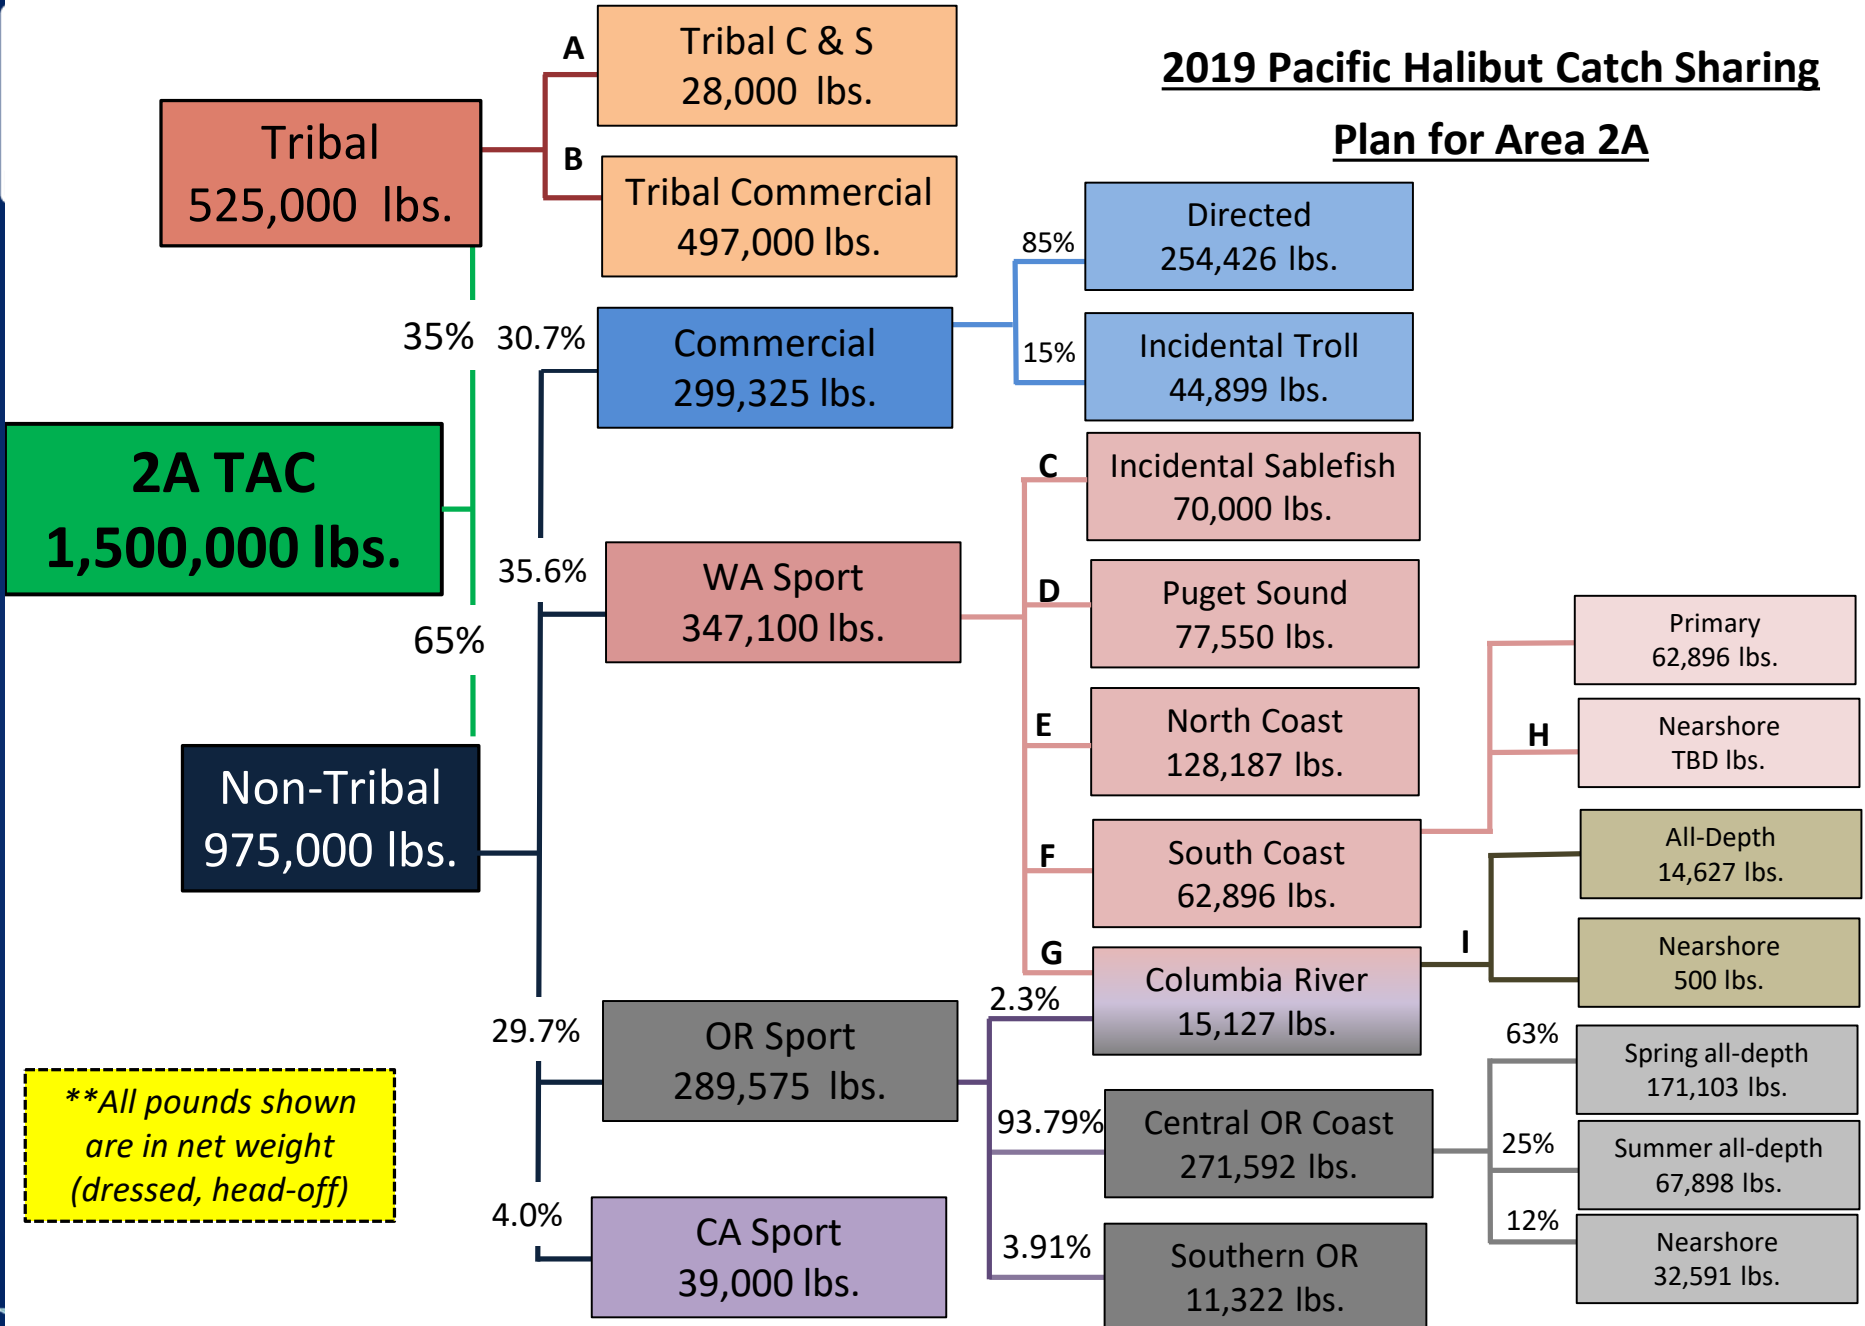 2019 Pacific Halibut Catch Sharing
Plan for Area 2A
2A TAC
1,500,000 lbs.
35%
65%
Tribal
525,000 lbs.
A
Tribal C & S
28,000 lbs.
B
Tribal Commercial
497,000 lbs.
Non-Tribal
975,000 lbs.
30.7%
Commercial
299,325 lbs.
85%
Directed
254,426 lbs.
15%
Incidental Troll
44,899 lbs.
35.6%
WA Sport
347,100 lbs.
C
Incidental Sablefish
70,000 lbs.
D
Puget Sound
77,550 lbs.
E
North Coast
128,187 lbs.
F
South Coast
62,896 lbs.
Primary
62,896 lbs.
H
Nearshore
TBD lbs.
G
Columbia River
15,127 lbs.
I
All-Depth
14,627 lbs.
Nearshore
500 lbs.
29.7%
OR Sport
289,575 lbs.
2.3%
93.79%
Central OR Coast
271,592 lbs.
63%
Spring all-depth
171,103 lbs.
25%
Summer all-depth
67,898 lbs.
12%
Nearshore
32,591 lbs.
3.91%
Southern OR
11,322 lbs.
4.0%
CA Sport
39,000 lbs.
**All pounds shown
are in net weight
(dressed, head-off)